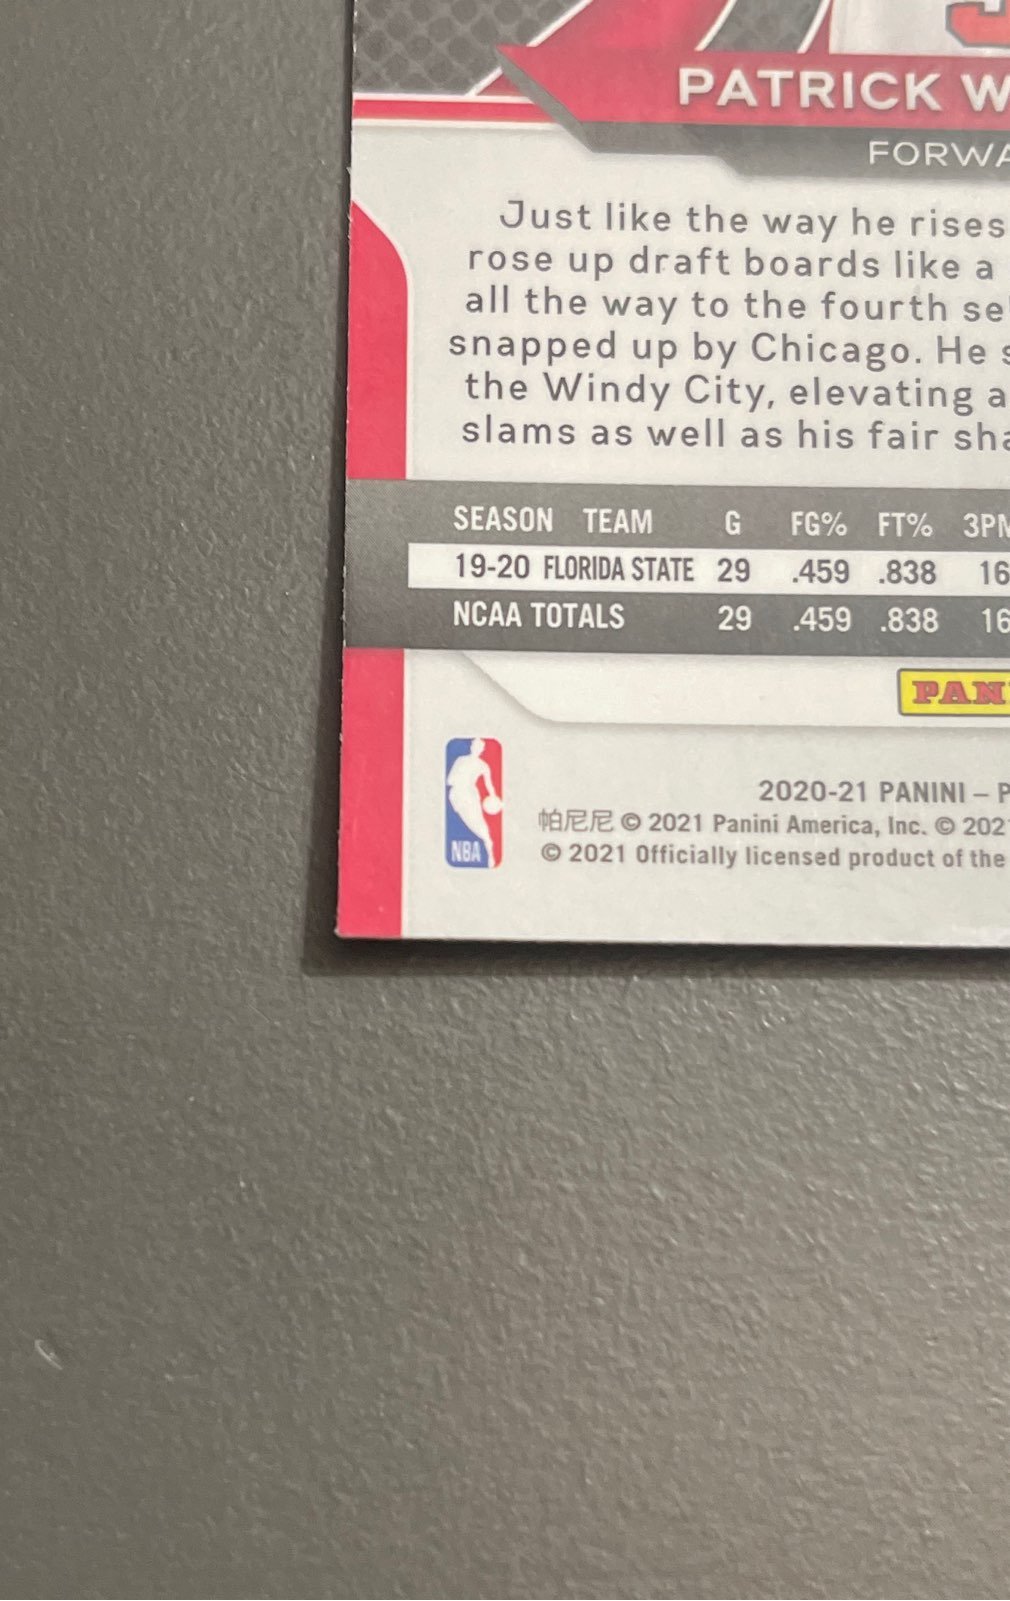 PATRICK W
FORWA
Just like the way he rises
rose up draft boards like a
all the way to the fourth se
snapped up by Chicago. He s
the Windy City, elevating a
slams as well as his fair sha
SEASON TEAM G FG% FT% 3PM
19-20 FLORIDA STATE 29 .459 .838 16
NCAA TOTALS 29 .459 .838 16
PANI
NBA
2020-21 PANINI – P
帕尼尼 © 2021 Panini America, Inc. © 2021
© 2021 Officially licensed product of the